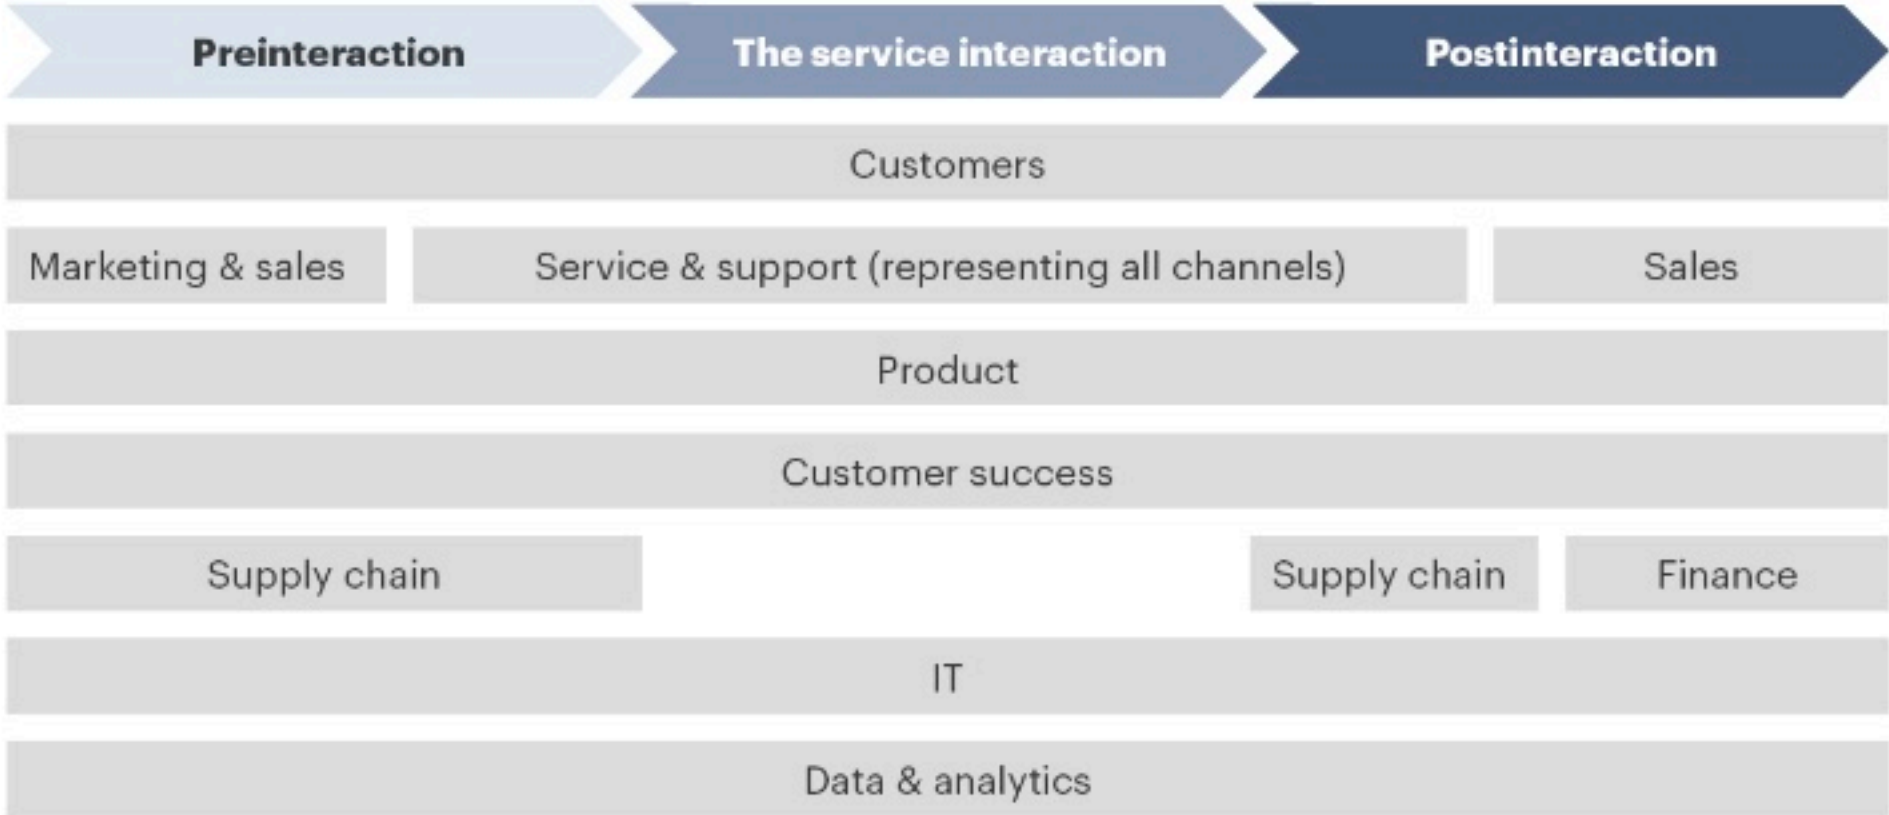 Preinteraction
The service interaction
Postinteraction
Customers
Marketing & sales
Service & support (representing all channels)
Sales
Product
Customer success
Supply chain
Supply chain
Finance
IT
Data & analytics